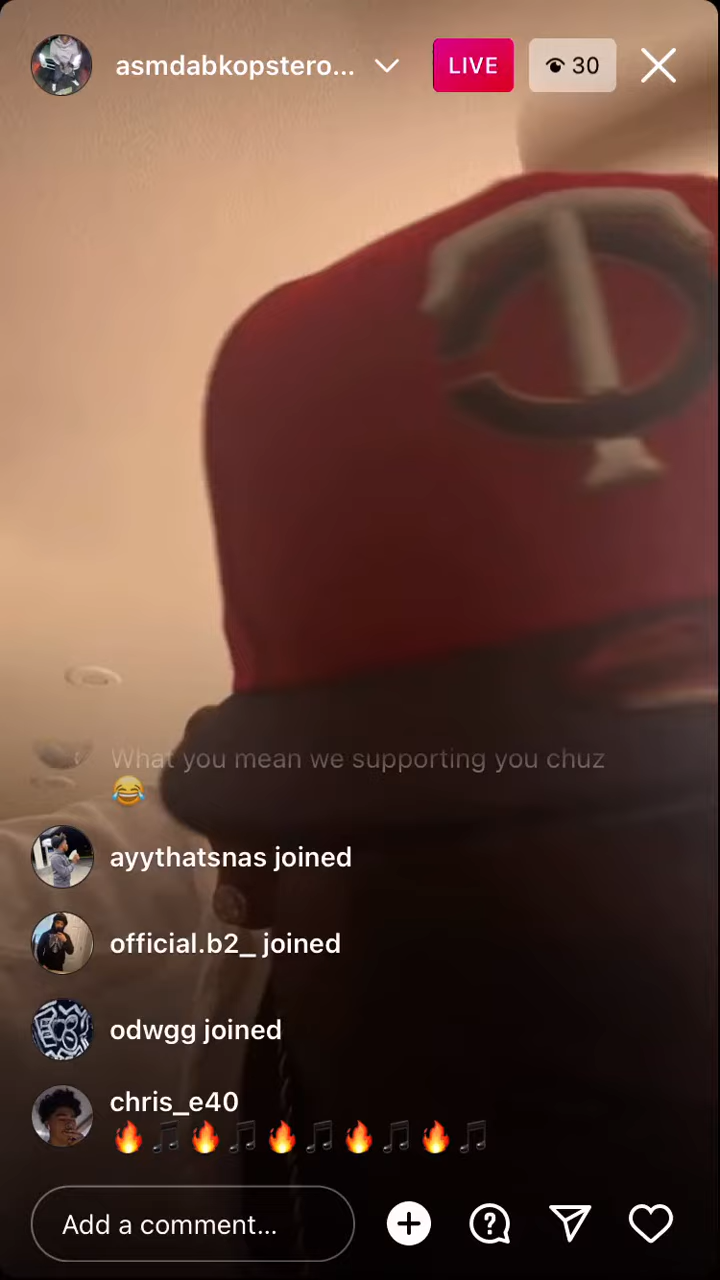 asmdabkopstero...
LIVE
30
What you mean we supporting you chuz
😂
ayythatsnas joined
official.b2_ joined
odwgg joined
chris_e40
🔥🎵🔥🎵🔥🎵🔥🎵🔥🎵
Add a comment...